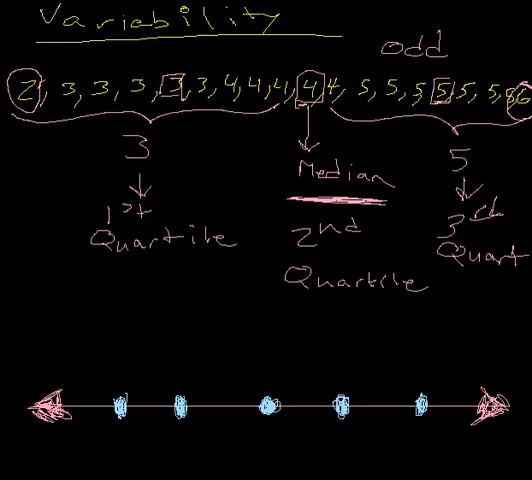 Variability
odd
2, 3, 3, 3, 3, 3, 4, 4, 4, 4, 4, 5, 5, 5, 5, 5, 5, 5, 6
3
5
Median
1st
Quartile
2nd
Quartile
3rd
Quart